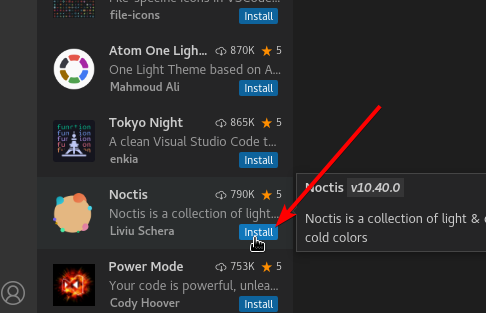 file-icons
Install
Atom One Ligh... 870K 5
One Light Theme based on A...
Mahmoud Ali Install
Tokyo Night 865K 5
A clean Visual Studio Code t...
enkia Install
Noctis 790K 5
Noctis is a collection of light...
Liviu Schera Install
Noctis v10.40.0
Noctis is a collection of light &
cold colors
Power Mode 753K 5
Your code is powerful, unlea...
Cody Hoover Install